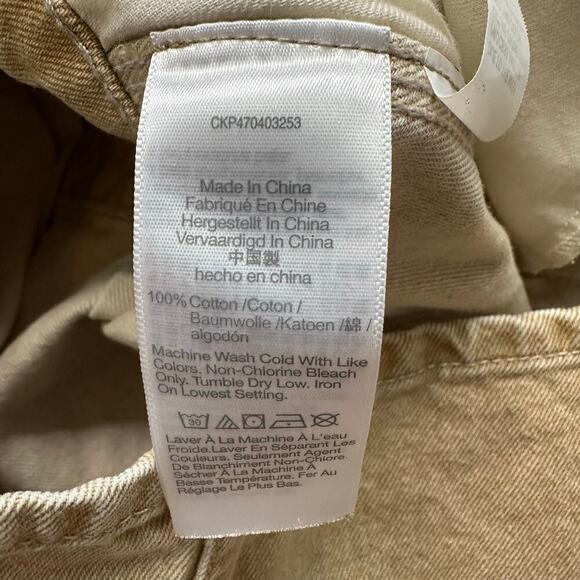 CKP470403253
Made In China
Fabriqué En Chine
Hergestellt In China
Vervaardigd In China
中国製
hecho en china
100% Cotton /Coton /
Baumwolle /Katoen /綿 /
algodón
Machine Wash Cold With Like
Colors. Non-Chlorine Bleach
Only. Tumble Dry Low. Iron
On Lowest Setting.
30
Laver À La Machine À L'eau
Froide.Laver En Séparant Les
Couleurs. Seulement Agent
De Blanchiment Non-Chlore.
Sécher À La Machine À
Basse Température. Fer Au
Réglage Le Plus Bas.